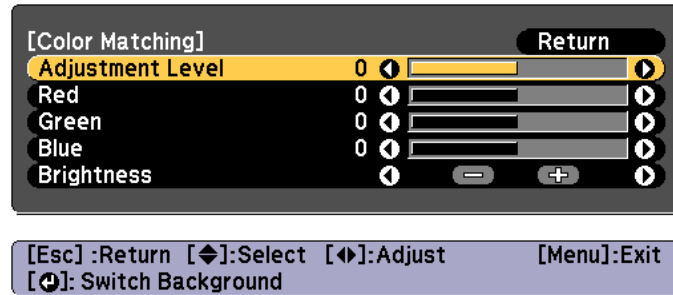 [Color Matching] Return
Adjustment Level 0
Red 0
Green 0
Blue 0
Brightness
[Esc] :Return [◆]:Select [◆]:Adjust [Menu]:Exit
[↵]: Switch Background